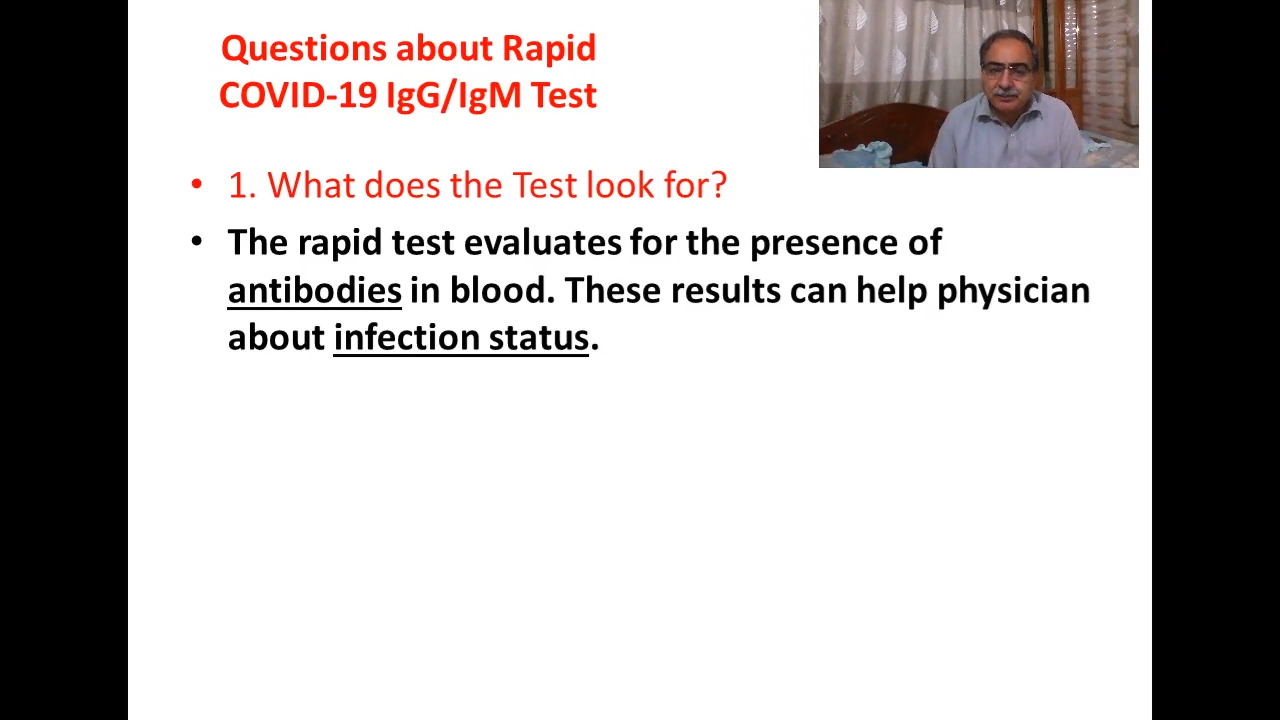 Questions about Rapid
COVID-19 IgG/IgM Test
• 1. What does the Test look for?
• The rapid test evaluates for the presence of
antibodies in blood. These results can help physician
about infection status.